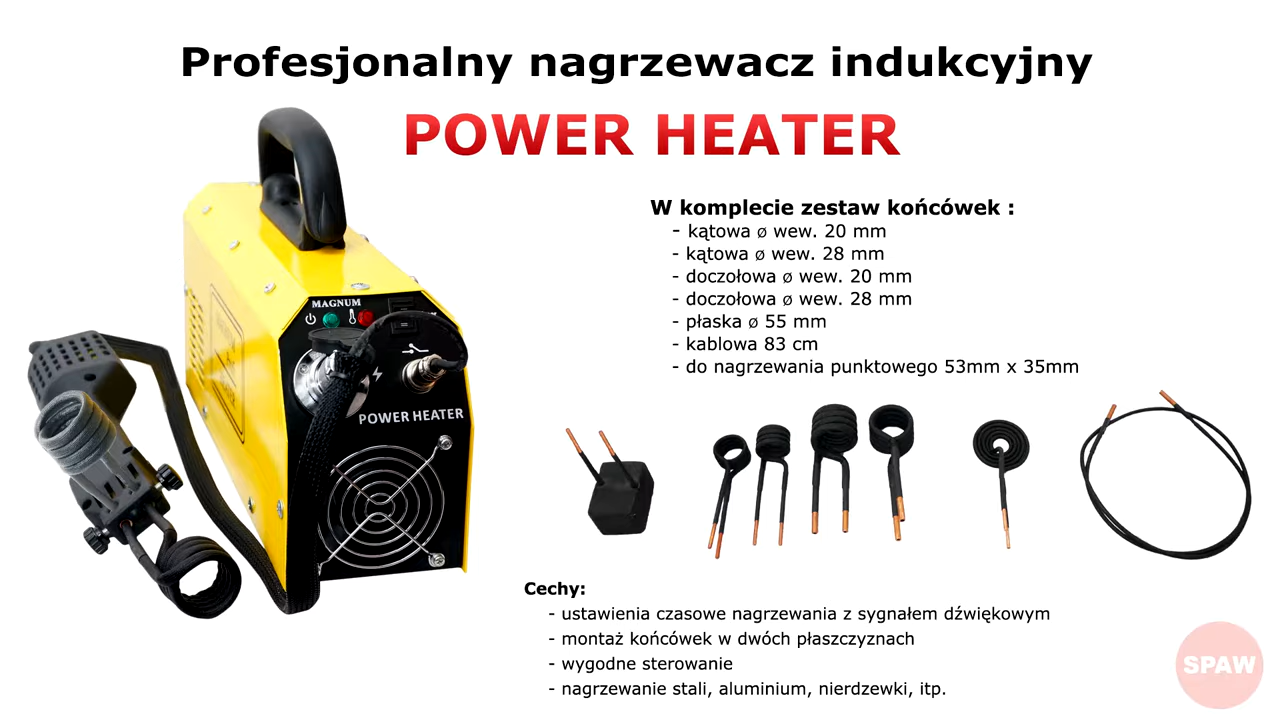 Profesjonalny nagrzewacz indukcyjny
POWER HEATER
W komplecie zestaw końcówek :
- kątowa ø wew. 20 mm
- kątowa ø wew. 28 mm
- doczołowa ø wew. 20 mm
- doczołowa ø wew. 28 mm
- płaska ø 55 mm
- kablowa 83 cm
- do nagrzewania punktowego 53mm x 35mm
MAGNUM
POWER HEATER
Cechy:
- ustawienia czasowe nagrzewania z sygnałem dźwiękowym
- montaż końcówek w dwóch płaszczyznach
- wygodne sterowanie
- nagrzewanie stali, aluminium, nierdzewki, itp.
SPAW